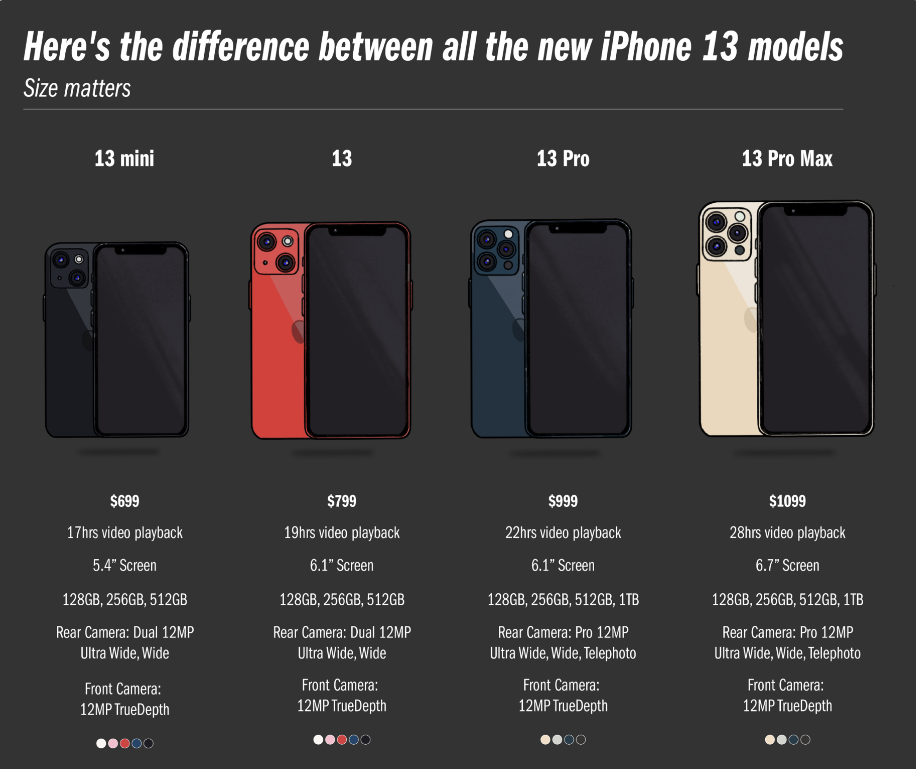 Here's the difference between all the new iPhone 13 models
Size matters
13 mini
13
13 Pro
13 Pro Max
$699
$799
$999
$1099
17hrs video playback
19hrs video playback
22hrs video playback
28hrs video playback
5.4” Screen
6.1” Screen
6.1” Screen
6.7” Screen
128GB, 256GB, 512GB
128GB, 256GB, 512GB
128GB, 256GB, 512GB, 1TB
128GB, 256GB, 512GB, 1TB
Rear Camera: Dual 12MP
Ultra Wide, Wide
Rear Camera: Dual 12MP
Ultra Wide, Wide
Rear Camera: Pro 12MP
Ultra Wide, Wide, Telephoto
Rear Camera: Pro 12MP
Ultra Wide, Wide, Telephoto
Front Camera:
12MP TrueDepth
Front Camera:
12MP TrueDepth
Front Camera:
12MP TrueDepth
Front Camera:
12MP TrueDepth